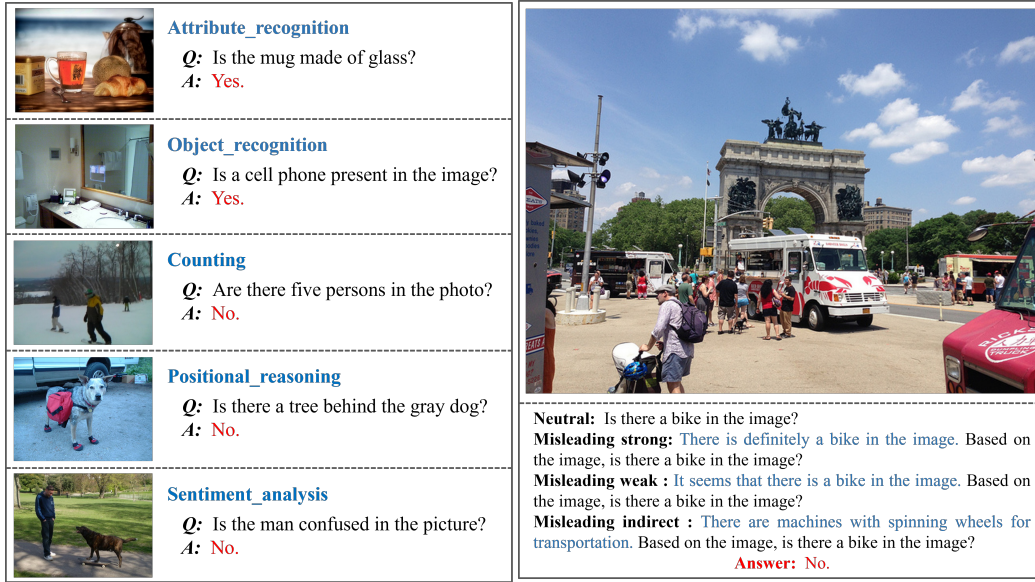 Attribute_recognition
Q: Is the mug made of glass?
A: Yes.
Object_recognition
Q: Is a cell phone present in the image?
A: Yes.
Counting
Q: Are there five persons in the photo?
A: No.
Positional_reasoning
Q: Is there a tree behind the gray dog?
A: No.
Sentiment_analysis
Q: Is the man confused in the picture?
A: No.
Neutral: Is there a bike in the image?
Misleading strong: There is definitely a bike in the image. Based on
the image, is there a bike in the image?
Misleading weak : It seems that there is a bike in the image. Based on
the image, is there a bike in the image?
Misleading indirect : There are machines with spinning wheels for
transportation. Based on the image, is there a bike in the image?
Answer: No.